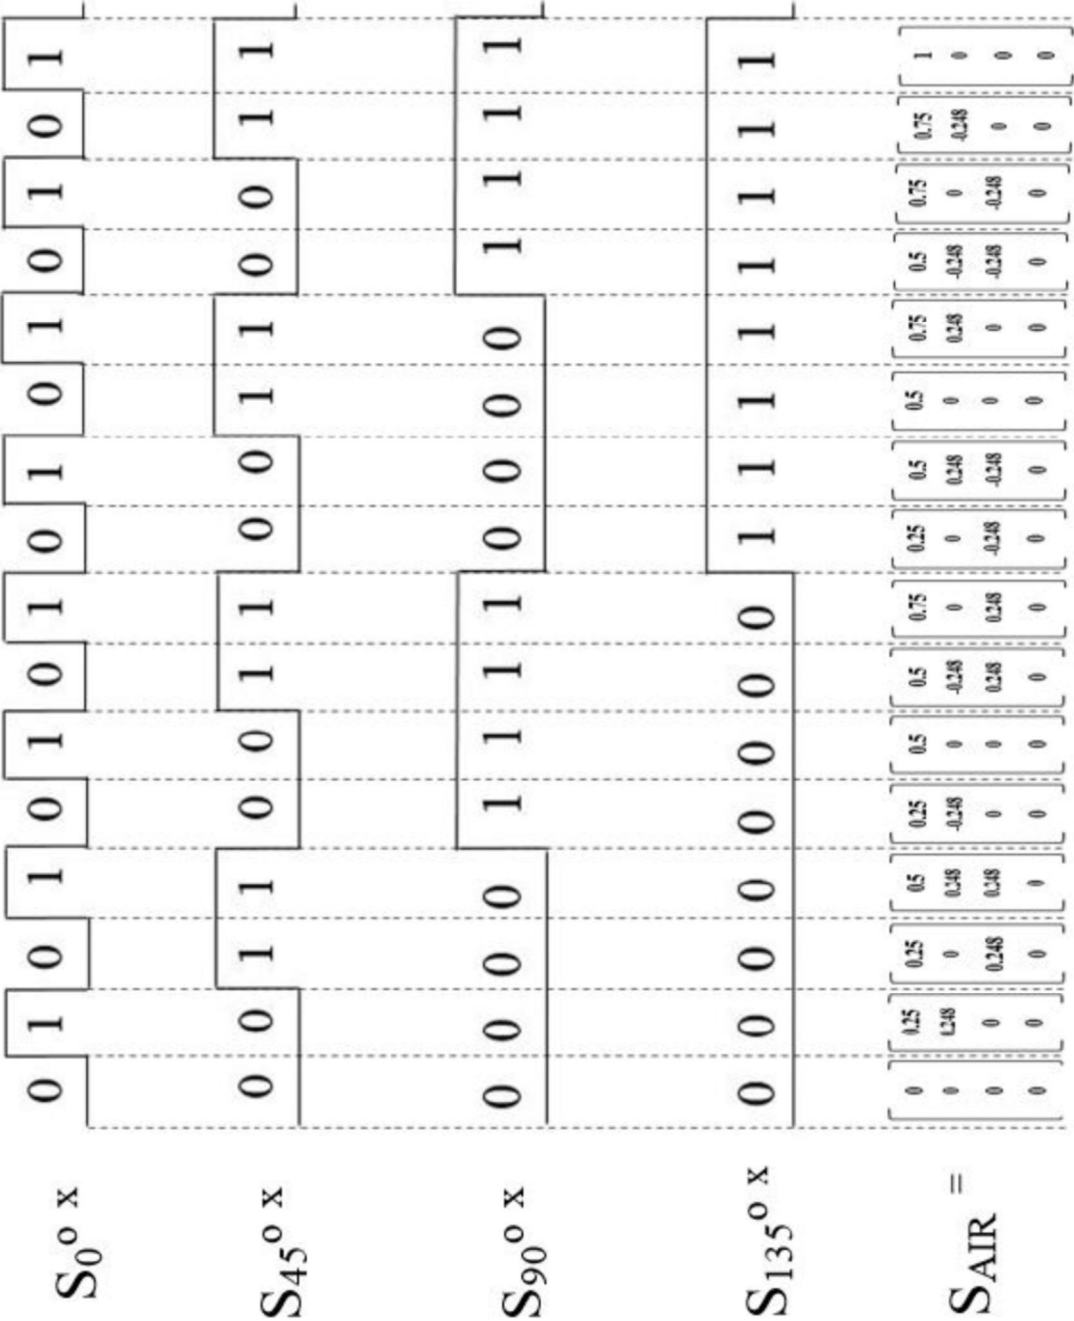 S0o x 0 1 0 1 0 1 0 1 0 1 0 1 0 1 0 1
S45o x 0 0 1 1 0 0 1 1 0 0 1 1 0 0 1 1
S90o x 0 0 0 0 1 1 1 1 0 0 0 0 1 1 1 1
S135o x 0 0 0 0 0 0 0 0 1 1 1 1 1 1 1 1
0 0.25 0.25 0.5 0.25 0.5 0.5 0.75 0.25 0.5 0.5 0.75 0.5 0.75 0.75 1
SAIR = 0 0.248 0 0.248 -0.248 0 -0.248 0 0 0.248 0 0.248 -0.248 0 -0.248 0
0 0 0.248 0.248 0 0 0.248 0.248 -0.248 -0.248 0 0 -0.248 -0.248 0 0
0 0 0 0 0 0 0 0 0 0 0 0 0 0 0 0